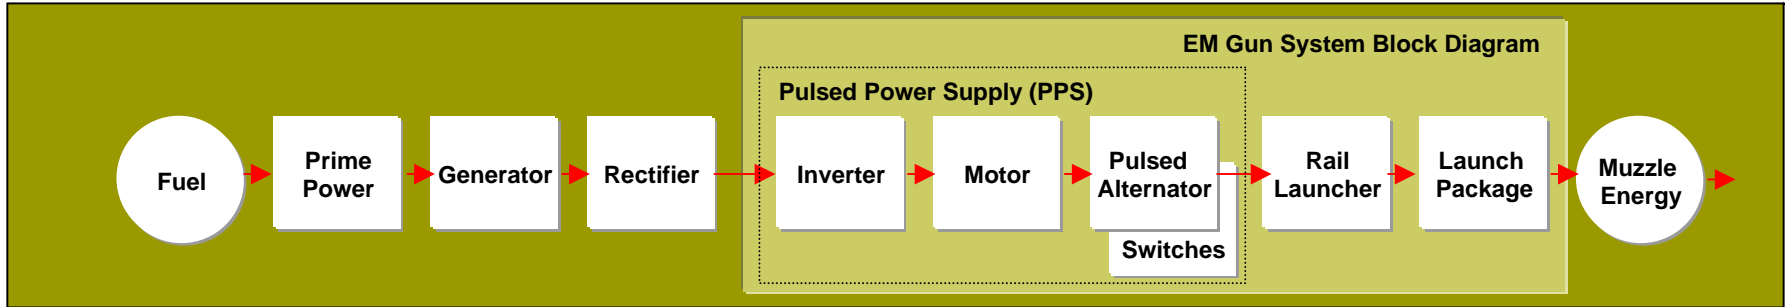 EM Gun System Block Diagram
Pulsed Power Supply (PPS)
Fuel
Prime
Power
Generator
Rectifier
Inverter
Motor
Pulsed
Alternator
Switches
Rail
Launcher
Launch
Package
Muzzle
Energy